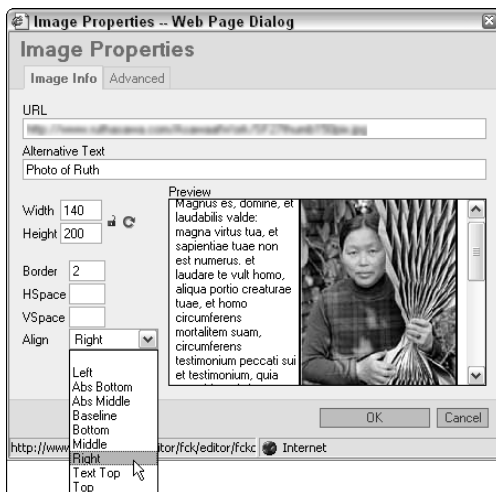 Image Properties -- Web Page Dialog
Image Properties
Image Info
Advanced
URL
Alternative Text
Photo of Ruth
Width 140
Height 200
Border 2
HSpace
VSpace
Align Right
Left
Abs Bottom
Abs Middle
Baseline
Bottom
Middle
Right
Text Top
Top
Preview
Magnus es, domine, et
laudabilis valde:
magna virtus tua, et
sapientiae tuae non
est numerus. et
laudare te vult homo,
aliqua portio creaturae
tuae, et homo
circumferens
mortalitem suam,
circumferens
testimonium peccati sui
et testimonium, quia
OK
Cancel
http://www
itor/fck/editor/fckc
Internet